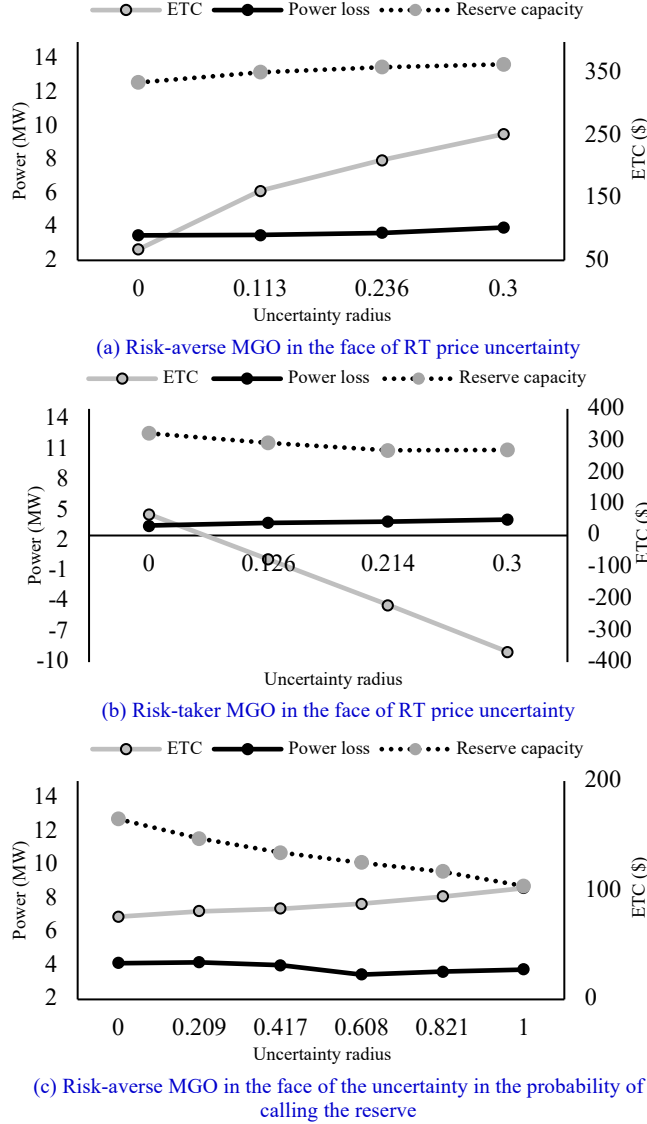 ETC Power loss Reserve capacity
14
12
10
8
6
4
2
Power (MW)
350
250
150
50
ETC ($)
0 0.113 0.236 0.3
Uncertainty radius
(a) Risk-averse MGO in the face of RT price uncertainty
ETC Power loss Reserve capacity
14
11
8
5
2
-1
-4
-7
-10
Power (MW)
400
300
200
100
0
-100
-200
-300
-400
ETC ($)
0 0.126 0.214 0.3
Uncertainty radius
(b) Risk-taker MGO in the face of RT price uncertainty
ETC Power loss Reserve capacity
14
12
10
8
6
4
2
Power (MW)
200
100
0
ETC ($)
0 0.209 0.417 0.608 0.821 1
Uncertainty radius
(c) Risk-averse MGO in the face of the uncertainty in the probability of
calling the reserve